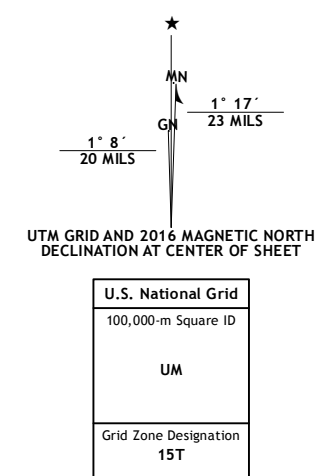 MN
1° 17´
23 MILS
GN
1° 8´
20 MILS
UTM GRID AND 2016 MAGNETIC NORTH
DECLINATION AT CENTER OF SHEET
U.S. National Grid
100,000-m Square ID
UM
Grid Zone Designation
15T